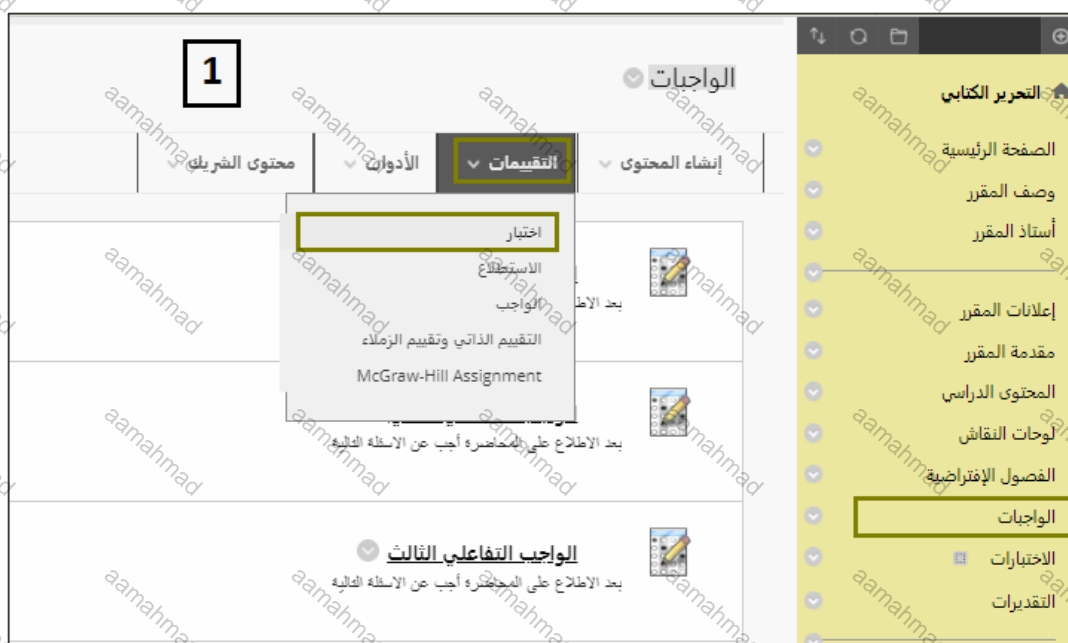 1
الواجبات
إنشاء المحتوى
التقييمات
الأدوات
محتوى الشريك
اختبار
الاستطلاع
الواجب
التقييم الذاتي وتقييم الزملاء
McGraw-Hill Assignment
بعد
بعد الاطلاع على المحاضرة أجب عن الاسئلة التالية
الواجب التفاعلي الثالث
بعد الاطلاع على المحاضرة أجب عن الاسئلة التالية
التحرير الكتابي
الصفحة الرئيسية
وصف المقرر
أستاذ المقرر
إعلانات المقرر
مقدمة المقرر
المحتوى الدراسي
لوحات النقاش
الفصول الإفتراضية
الواجبات
الاختبارات
التقديرات
aamahmad